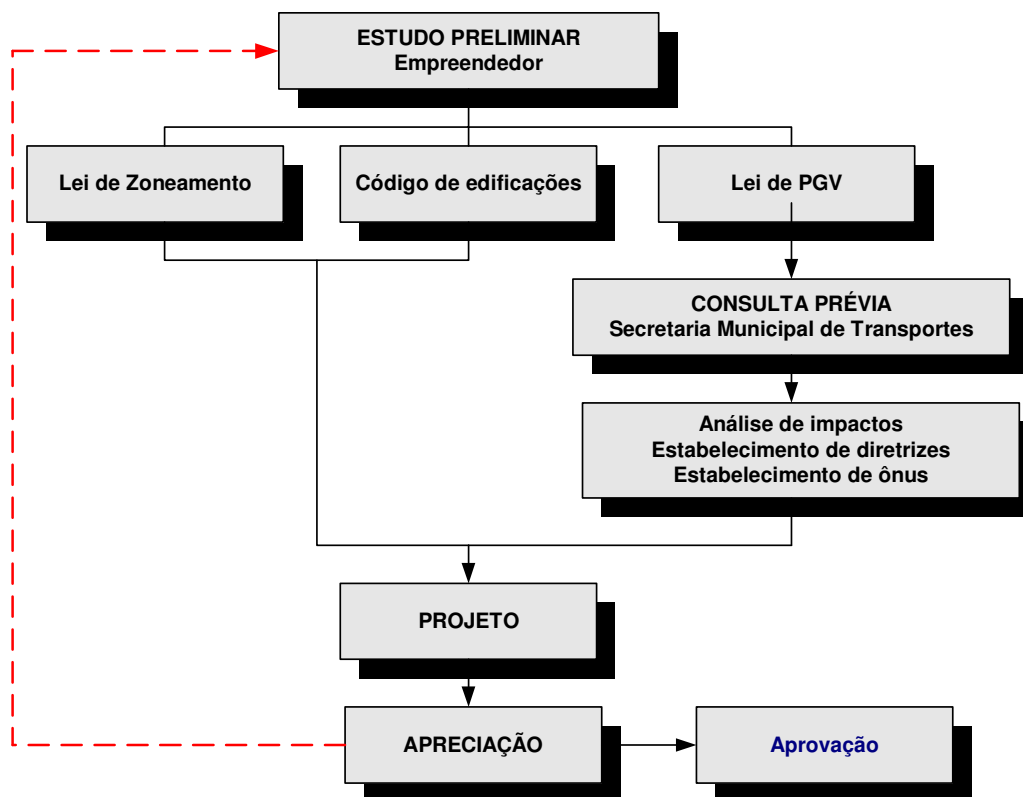 ESTUDO PRELIMINAR
Empreendedor
Lei de Zoneamento
Código de edificações
Lei de PGV
CONSULTA PRÉVIA
Secretaria Municipal de Transportes
Análise de impactos
Estabelecimento de diretrizes
Estabelecimento de ônus
PROJETO
APRECIAÇÃO
Aprovação